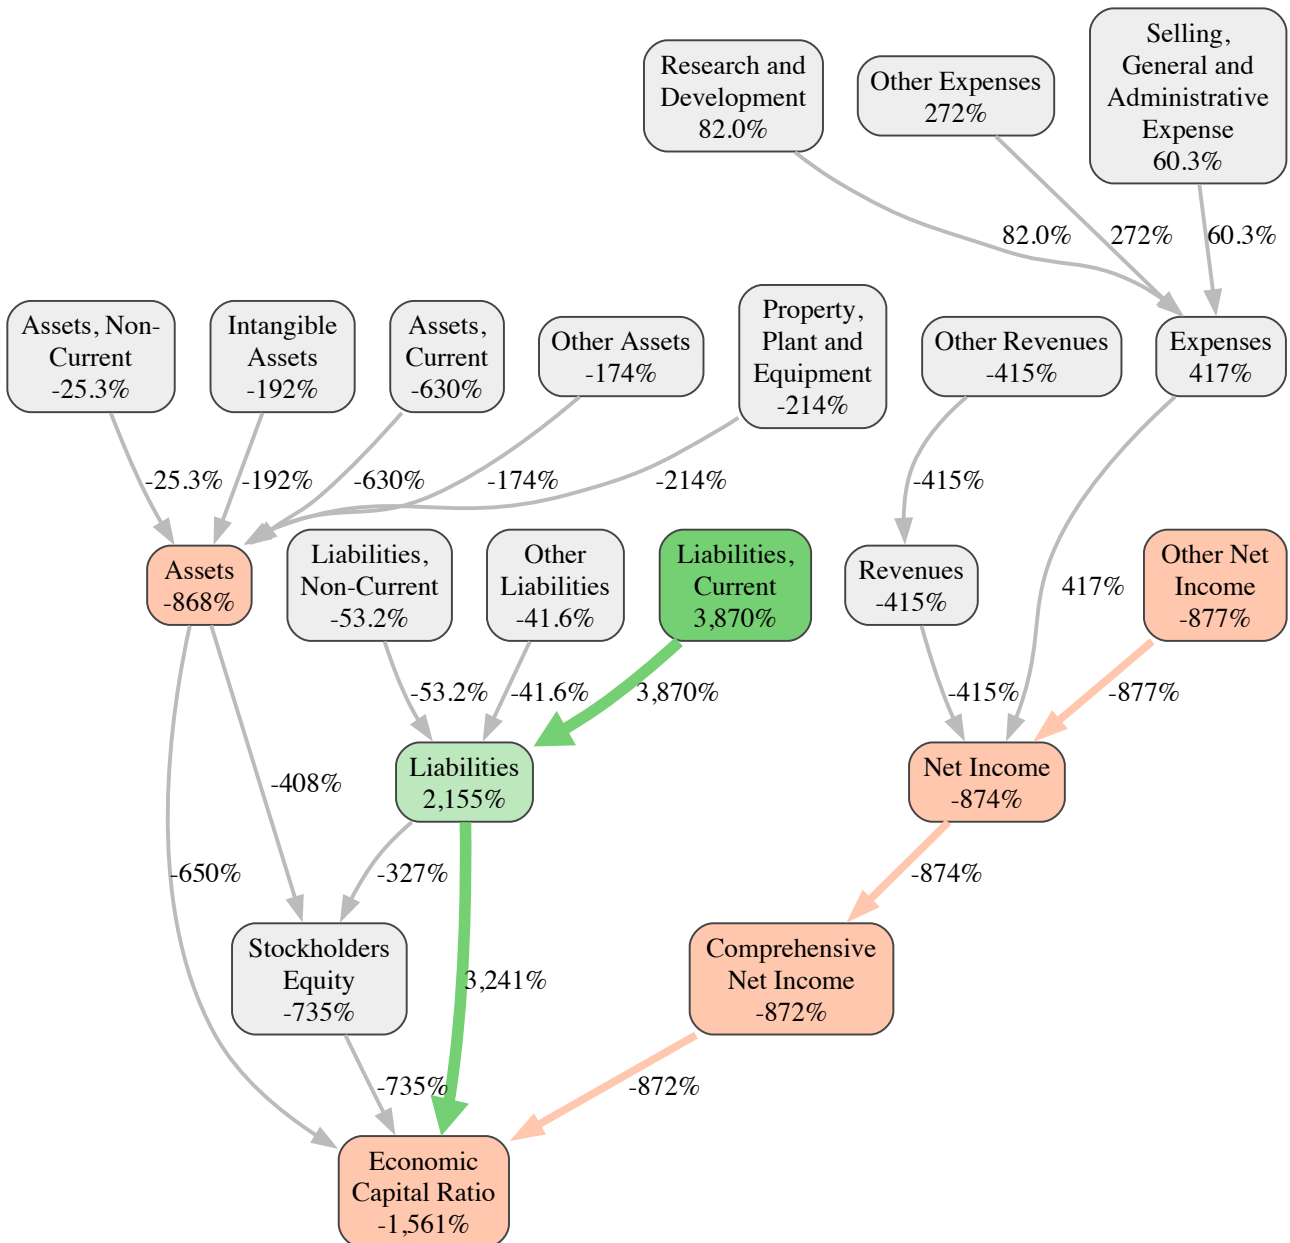 Selling,
General and
Administrative
Expense
60.3%
Research and
Development
82.0%
Other Expenses
272%
82.0%
272%
60.3%
Assets, Non-
Current
-25.3%
Intangible
Assets
-192%
Assets,
Current
-630%
Other Assets
-174%
Property,
Plant and
Equipment
-214%
Other Revenues
-415%
Expenses
417%
-25.3%
-192%
-630%
-174%
-214%
-415%
417%
Assets
-868%
Liabilities,
Non-Current
-53.2%
Other
Liabilities
-41.6%
Liabilities,
Current
3,870%
Revenues
-415%
Other Net
Income
-877%
-53.2%
-41.6%
3,870%
-415%
-877%
-408%
Liabilities
2,155%
Net Income
-874%
-650%
-327%
-874%
Stockholders
Equity
-735%
3,241%
Comprehensive
Net Income
-872%
-735%
-872%
Economic
Capital Ratio
-1,561%